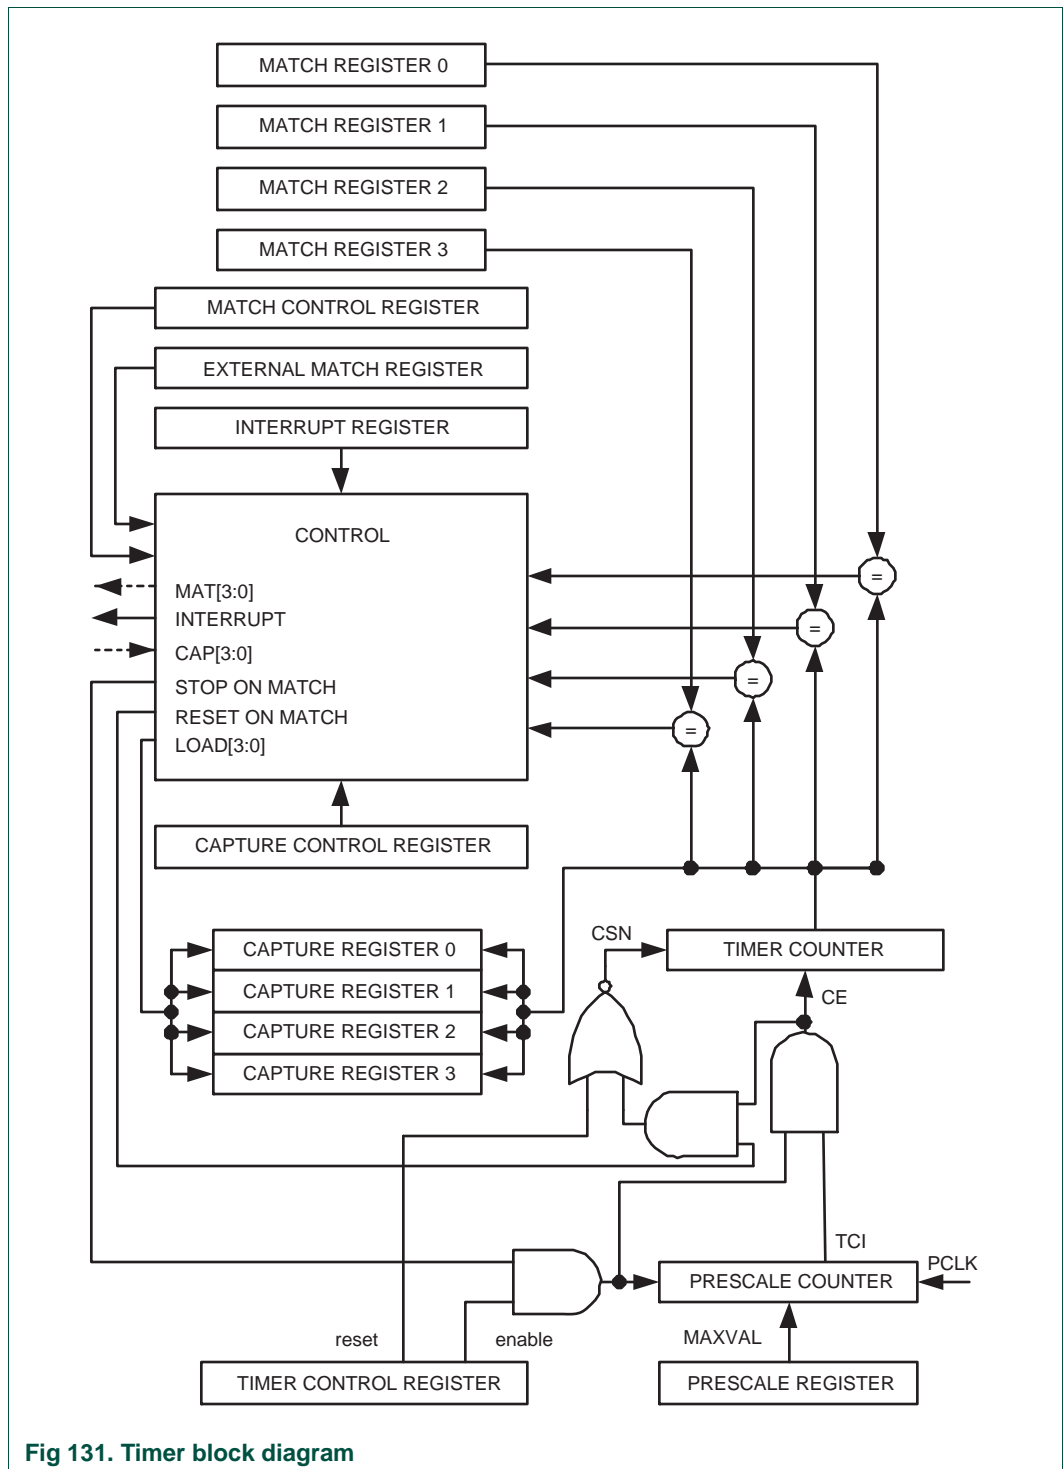 MATCH REGISTER 0
MATCH REGISTER 1
MATCH REGISTER 2
MATCH REGISTER 3
MATCH CONTROL REGISTER
EXTERNAL MATCH REGISTER
INTERRUPT REGISTER
CONTROL
MAT[3:0]
INTERRUPT
CAP[3:0]
STOP ON MATCH
RESET ON MATCH
LOAD[3:0]
=
=
=
=
CAPTURE CONTROL REGISTER
CAPTURE REGISTER 0
CAPTURE REGISTER 1
CAPTURE REGISTER 2
CAPTURE REGISTER 3
CSN
TIMER COUNTER
CE
TCI
PCLK
PRESCALE COUNTER
reset
enable
MAXVAL
TIMER CONTROL REGISTER
PRESCALE REGISTER
Fig 131. Timer block diagram